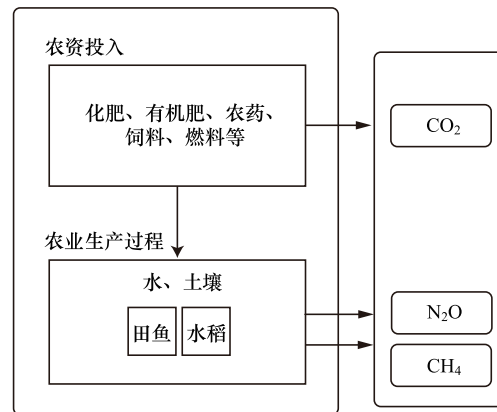 农资投入
化肥、有机肥、农药、
饲料、燃料等
CO₂
农业生产过程
水、土壤
田鱼
水稻
N₂O
CH₄